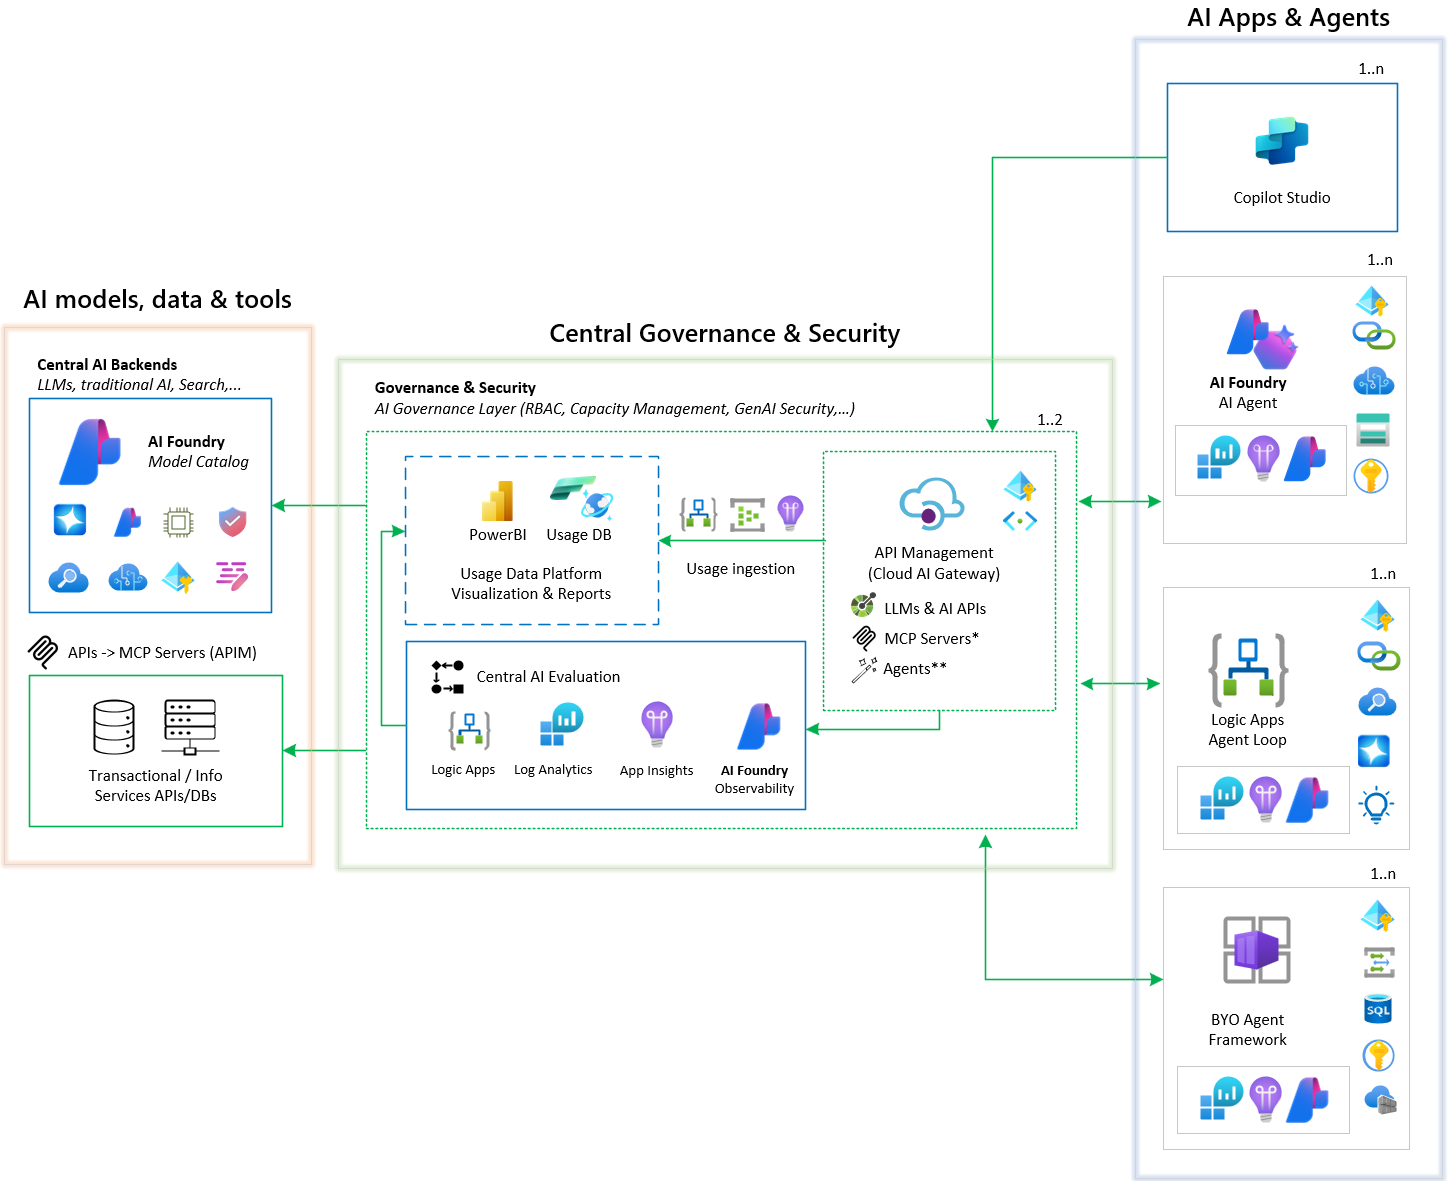 AI Apps & Agents
1..n
Copilot Studio
1..n
AI Foundry
AI Agent
1..n
Logic Apps
Agent Loop
1..n
SQL
BYO Agent
Framework
AI models, data & tools
Central AI Backends
LLMs, traditional AI, Search,...
AI Foundry
Model Catalog
APIs -> MCP Servers (APIM)
Transactional / Info
Services APIs/DBs
Central Governance & Security
Governance & Security
AI Governance Layer (RBAC, Capacity Management, GenAI Security,...)
1..2
PowerBI
Usage DB
Usage Data Platform
Visualization & Reports
Usage ingestion
API Management
(Cloud AI Gateway)
LLMs & AI APIs
MCP Servers*
Agents**
Central AI Evaluation
Logic Apps
Log Analytics
App Insights
AI Foundry
Observability